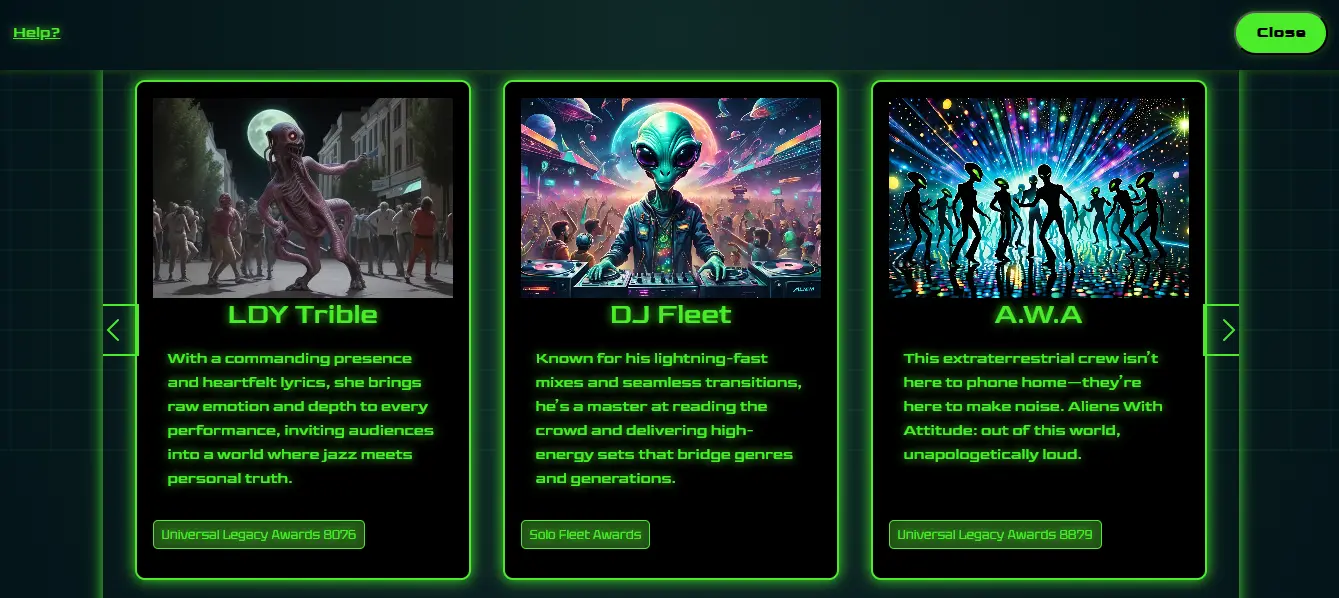 Help?
Close
LDY Trible
With a commanding presence
and heartfelt lyrics, she brings
raw emotion and depth to every
performance, inviting audiences
into a world where jazz meets
personal truth.
Universal Legacy Awards 8076
DJ Fleet
Known for his lightning-fast
mixes and seamless transitions,
he's a master at reading the
crowd and delivering high-
energy sets that bridge genres
and generations.
Solo Fleet Awards
A.W.A
This extraterrestrial crew isn't
here to phone home—they're
here to make noise. Aliens With
Attitude: out of this world,
unapologetically loud.
Universal Legacy Awards 8879